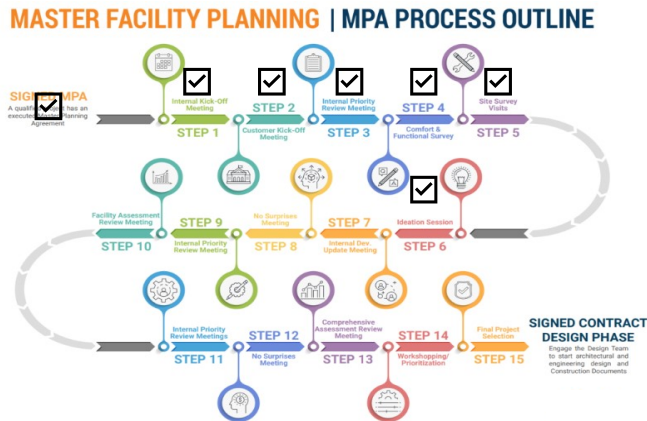 MASTER FACILITY PLANNING | MPA PROCESS OUTLINE
SIGNED MPA
A qualified
has an
executed Master Planning
Agreement
Internal Kick-Off
Meeting
STEP 1
STEP 2
Customer Kick-Off
Meeting
Internal Priority
Review Meeting
STEP 3
STEP 4
Comfort &
Functional Survey
Site Survey
Visits
STEP 5
Facility Assessment
Review Meeting
STEP 10
STEP 9
Internal Priority
Review Meeting
No Surprises
Meeting
STEP 8
STEP 7
Internal Dev.
Update Meeting
Ideation Session
STEP 6
Internal Priority
Review Meetings
STEP 11
STEP 12
No Surprises
Meeting
Comprehensive
Assessment Review
Meeting
STEP 13
STEP 14
Workshopping/
Prioritization
Final Project
Selection
STEP 15
SIGNED CONTRACT
DESIGN PHASE
Engage the Design Team
to start architectural and
engineering design and
Construction Documents